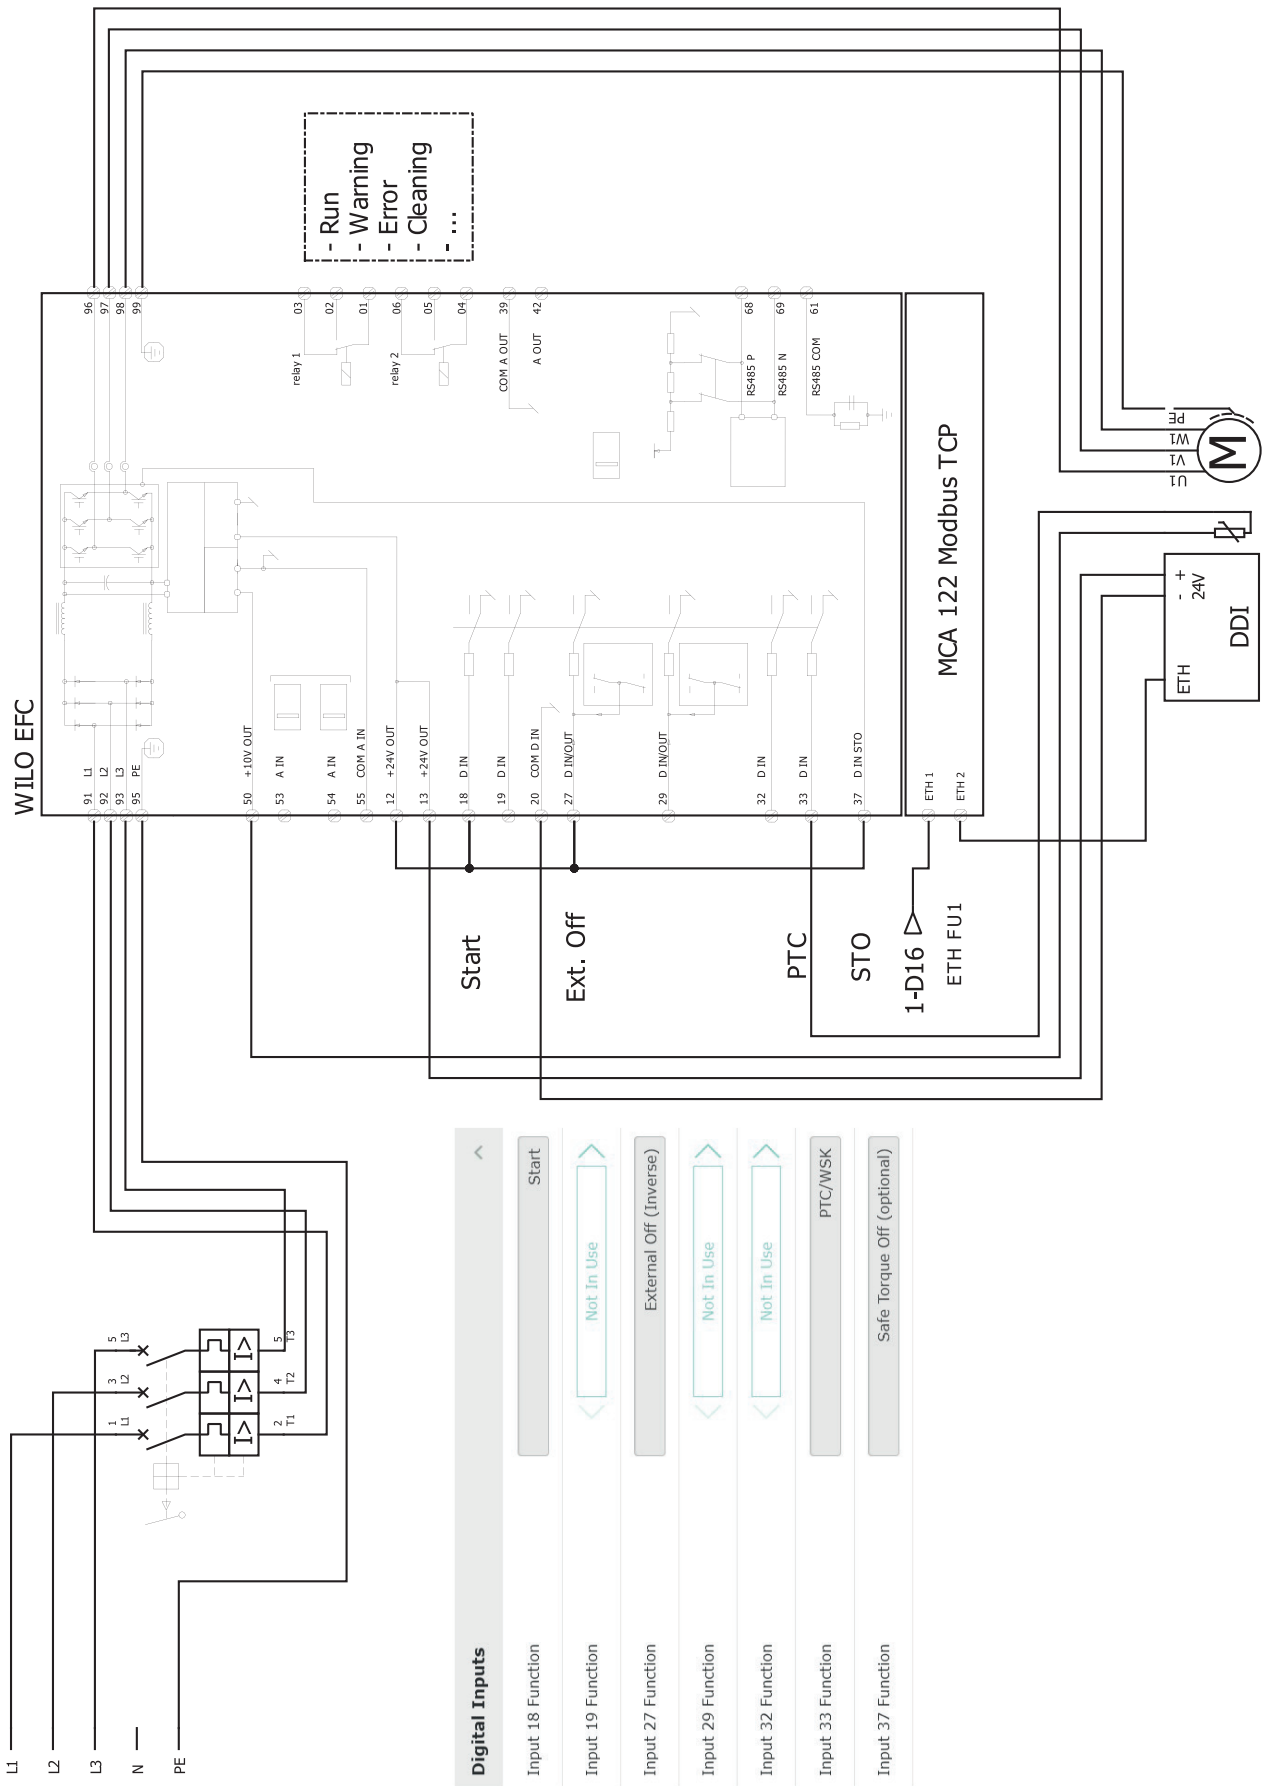 L1
L2
L3
N
PE
1 L1
3 L2
5 L3
I>
I>
I>
2 T1
4 T2
5 T3
WILO EFC
91 L1
92 L2
93 L3
95 PE
50 +10V OUT
53 A IN
54 A IN
55 COM A IN
12 +24V OUT
13 +24V OUT
18 D IN
19 D IN
20 COM D IN
27 D IN/OUT
29 D IN/OUT
32 D IN
33 D IN
37 D IN STO
ETH 1
ETH 2
MCA 122 Modbus TCP
96
97
98
99
relay 1
03
02
01
relay 2
06
05
04
COM A OUT 39
A OUT 42
RS485 P 68
RS485 N 69
RS485 COM 61
- Run
- Warning
- Error
- Cleaning
- ...
Start
Ext. Off
PTC
STO
1-D16
ETH FU1
Digital Inputs
Input 18 Function Start
Input 19 Function Not In Use
Input 27 Function External Off (Inverse)
Input 29 Function Not In Use
Input 32 Function Not In Use
Input 33 Function PTC/WSK
Input 37 Function Safe Torque Off (optional)
ETH
- +
24V
DDI
U1
V1
W1
PE
M